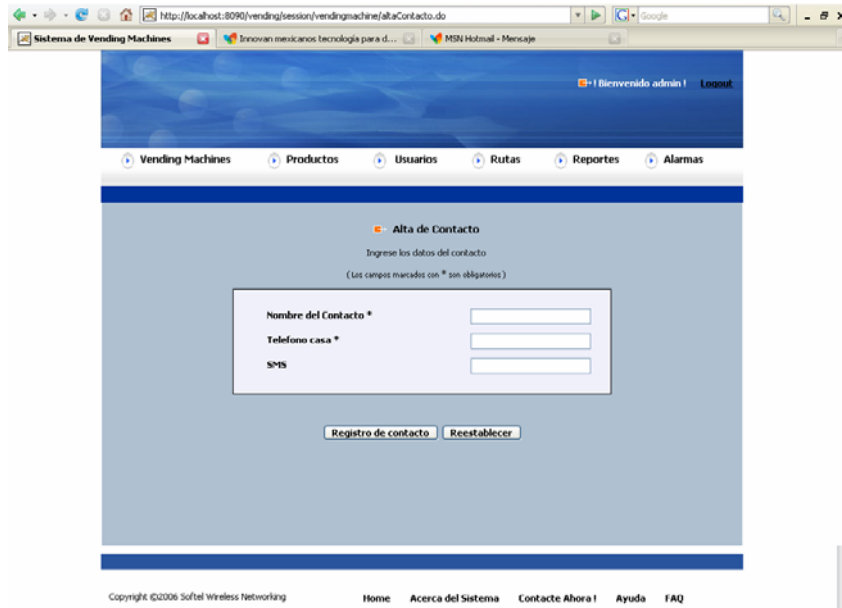 http://localhost:8090/vending/session/vendingmachine/altaContacto.do
Google
Sistema de Vending Machines
Innovan mexicanos tecnología para d...
MSN Hotmail - Mensaje
! Bienvenido admin ! Logout
Vending Machines Productos Usuarios Rutas Reportes Alarmas
Alta de Contacto
Ingrese los datos del contacto
( Los campos marcados con * son obligatorios )
Nombre del Contacto *
Telefono casa *
SMS
Registro de contacto Reestablecer
Copyright ©2006 Softel Wireless Networking
Home Acerca del Sistema Contacte Ahora ! Ayuda FAQ